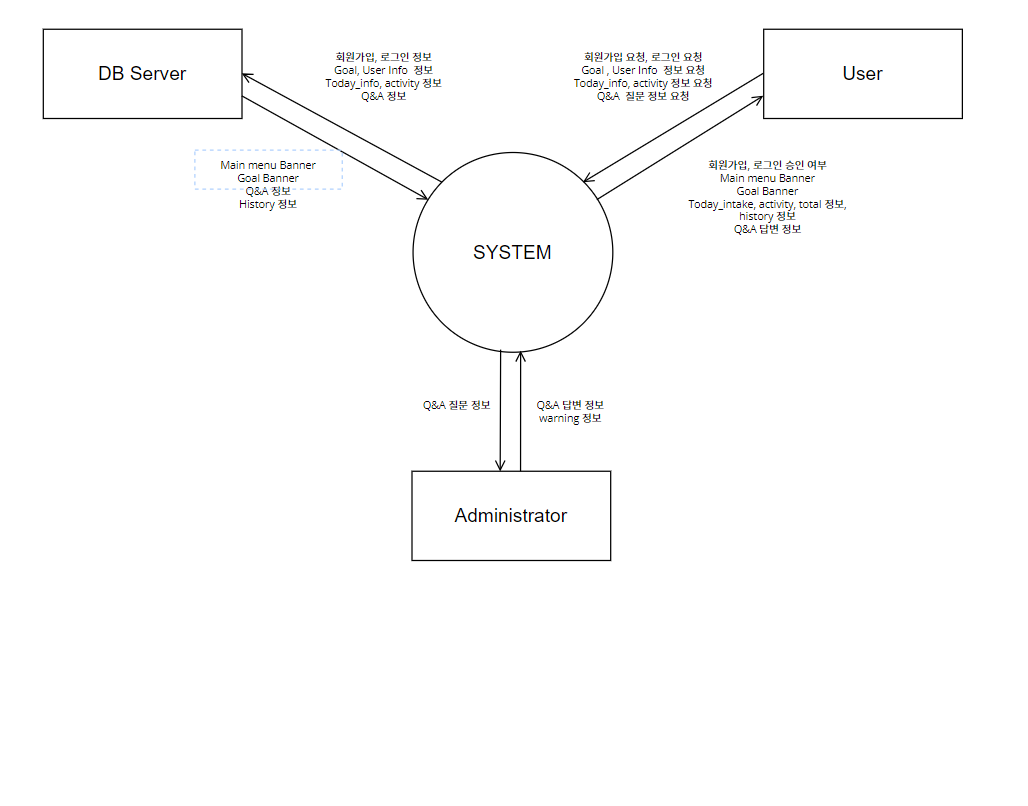 DB Server
회원가입, 로그인 정보
Goal, User Info 정보
Today_info, activity 정보
Q&A 정보
회원가입 요청, 로그인 요청
Goal , User Info 정보 요청
Today_info, activity 정보 요청
Q&A 질문 정보 요청
User
Main menu Banner
Goal Banner
Q&A 정보
History 정보
회원가입, 로그인 승인 여부
Main menu Banner
Goal Banner
Today_intake, activity, total 정보,
history 정보
Q&A 답변 정보
SYSTEM
Q&A 질문 정보
Q&A 답변 정보
warning 정보
Administrator